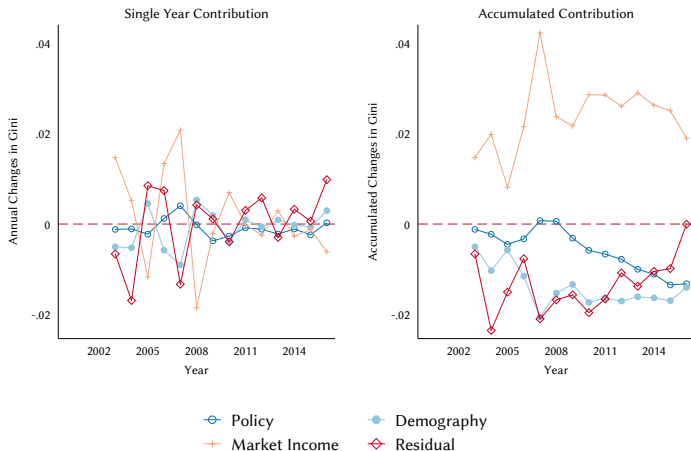 Single Year Contribution
Annual Changes in Gini
.04
.02
0
-.02
2002 2005 2008 2011 2014
Year
Accumulated Contribution
Accumulated Changes in Gini
.04
.02
0
-.02
2002 2005 2008 2011 2014
Year
Policy Demography
Market Income Residual